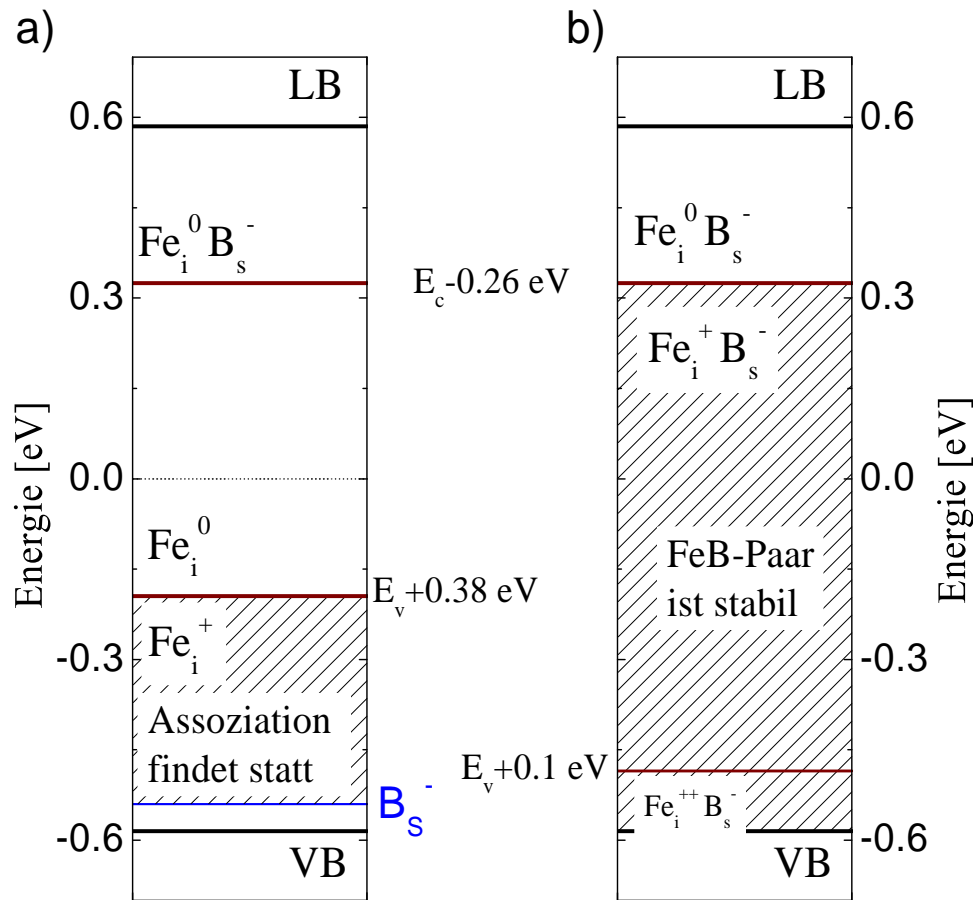 a)
LB
0.6
Fe_i^0 B_s^-
0.3
E_c-0.26 eV
0.0
Energie [eV]
Fe_i^0
E_v+0.38 eV
Fe_i^+
-0.3
Assoziation
findet statt
B_S^-
-0.6
VB
b)
LB
0.6
Fe_i^0 B_s^-
0.3
Fe_i^+ B_s^-
0.0
Energie [eV]
FeB-Paar
ist stabil
-0.3
E_v+0.1 eV
Fe_i^++ B_s^-
-0.6
VB